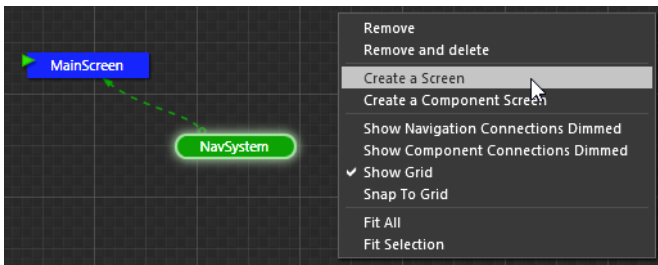 MainScreen
NavSystem
Remove
Remove and delete
Create a Screen
Create a Component Screen
Show Navigation Connections Dimmed
Show Component Connections Dimmed
Show Grid
Snap To Grid
Fit All
Fit Selection